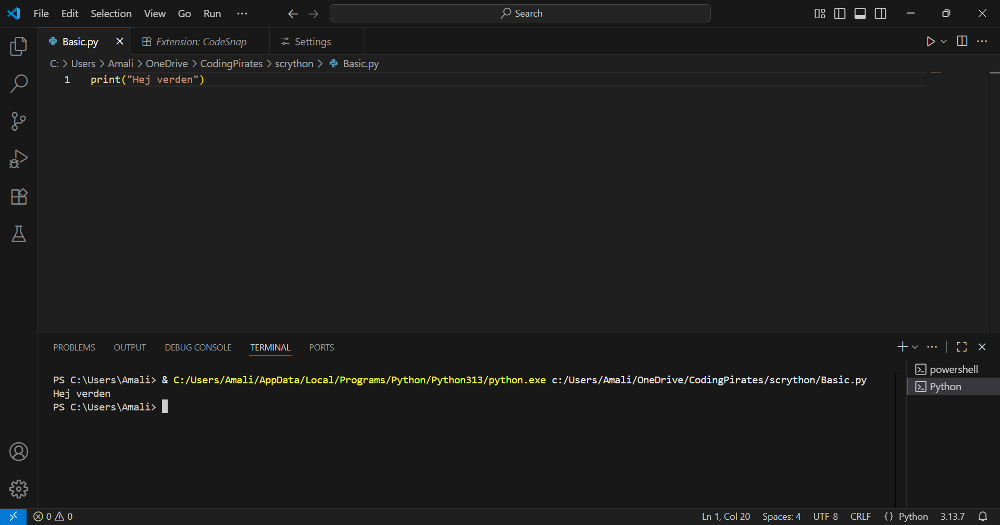 File Edit Selection View Go Run ··· Search
Basic.py Extension: CodeSnap Settings
C: > Users > Amali > OneDrive > CodingPirates > scrython > Basic.py
1 print("Hej verden")
PROBLEMS OUTPUT DEBUG CONSOLE TERMINAL PORTS
PS C:\Users\Amali> & C:/Users/Amali/AppData/Local/Programs/Python/Python313/python.exe c:/Users/Amali/OneDrive/CodingPirates/scrython/Basic.py
Hej verden
PS C:\Users\Amali>
powershell
Python
0 0 Ln 1, Col 20 Spaces: 4 UTF-8 CRLF {} Python 3.13.7